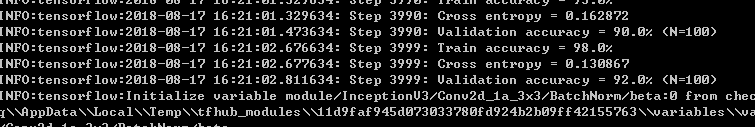 INFO:tensorflow:2018-08-17 16:21:01.329634: Step 3990: Train accuracy = 95.0%
INFO:tensorflow:2018-08-17 16:21:01.329634: Step 3990: Cross entropy = 0.162872
INFO:tensorflow:2018-08-17 16:21:01.473634: Step 3990: Validation accuracy = 90.0% (N=100)
INFO:tensorflow:2018-08-17 16:21:02.676634: Step 3999: Train accuracy = 98.0%
INFO:tensorflow:2018-08-17 16:21:02.677634: Step 3999: Cross entropy = 0.130867
INFO:tensorflow:2018-08-17 16:21:02.811634: Step 3999: Validation accuracy = 92.0% (N=100)
INFO:tensorflow:Initialize variable module/InceptionV3/Conv2d_1a_3x3/BatchNorm/beta:0 from chec
q\\AppData\\Local\\Temp\\tfhub_modules\\11d9faf945d073033780fd924b2b09ff42155763\\variables\\va
/Conv2d_1a_3x3/BatchNorm/beta